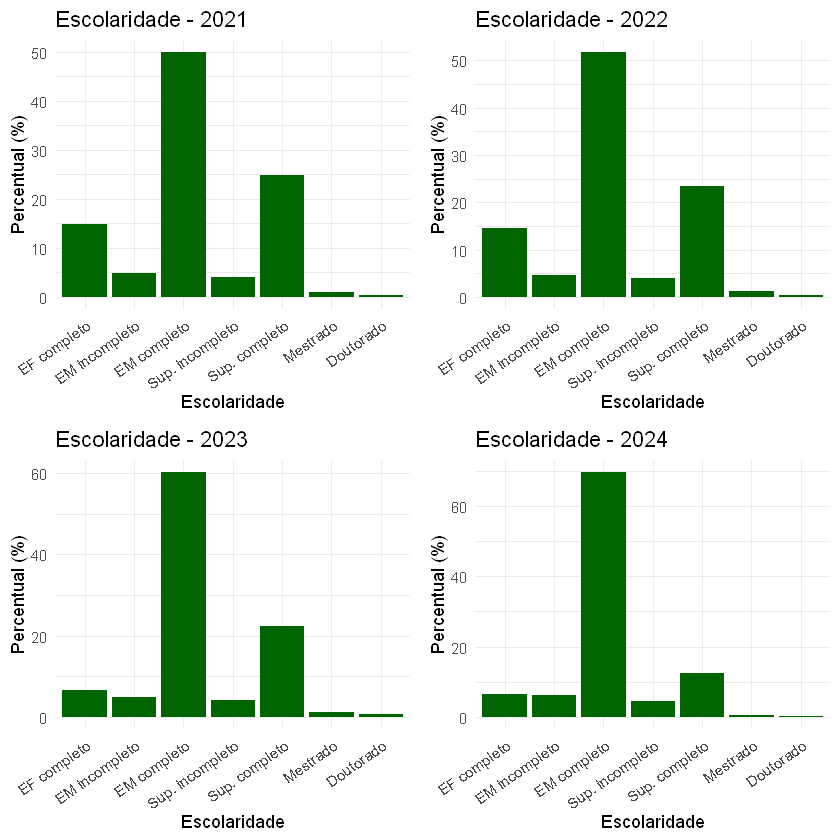 Escolaridade - 2021
Percentual (%)
50
40
30
20
10
0
EF completo
EM incompleto
EM completo
Sup. incompleto
Sup. completo
Mestrado
Doutorado
Escolaridade
Escolaridade - 2022
Percentual (%)
50
40
30
20
10
0
EF completo
EM incompleto
EM completo
Sup. incompleto
Sup. completo
Mestrado
Doutorado
Escolaridade
Escolaridade - 2023
Percentual (%)
60
40
20
0
EF completo
EM incompleto
EM completo
Sup. incompleto
Sup. completo
Mestrado
Doutorado
Escolaridade
Escolaridade - 2024
Percentual (%)
60
40
20
0
EF completo
EM incompleto
EM completo
Sup. incompleto
Sup. completo
Mestrado
Doutorado
Escolaridade